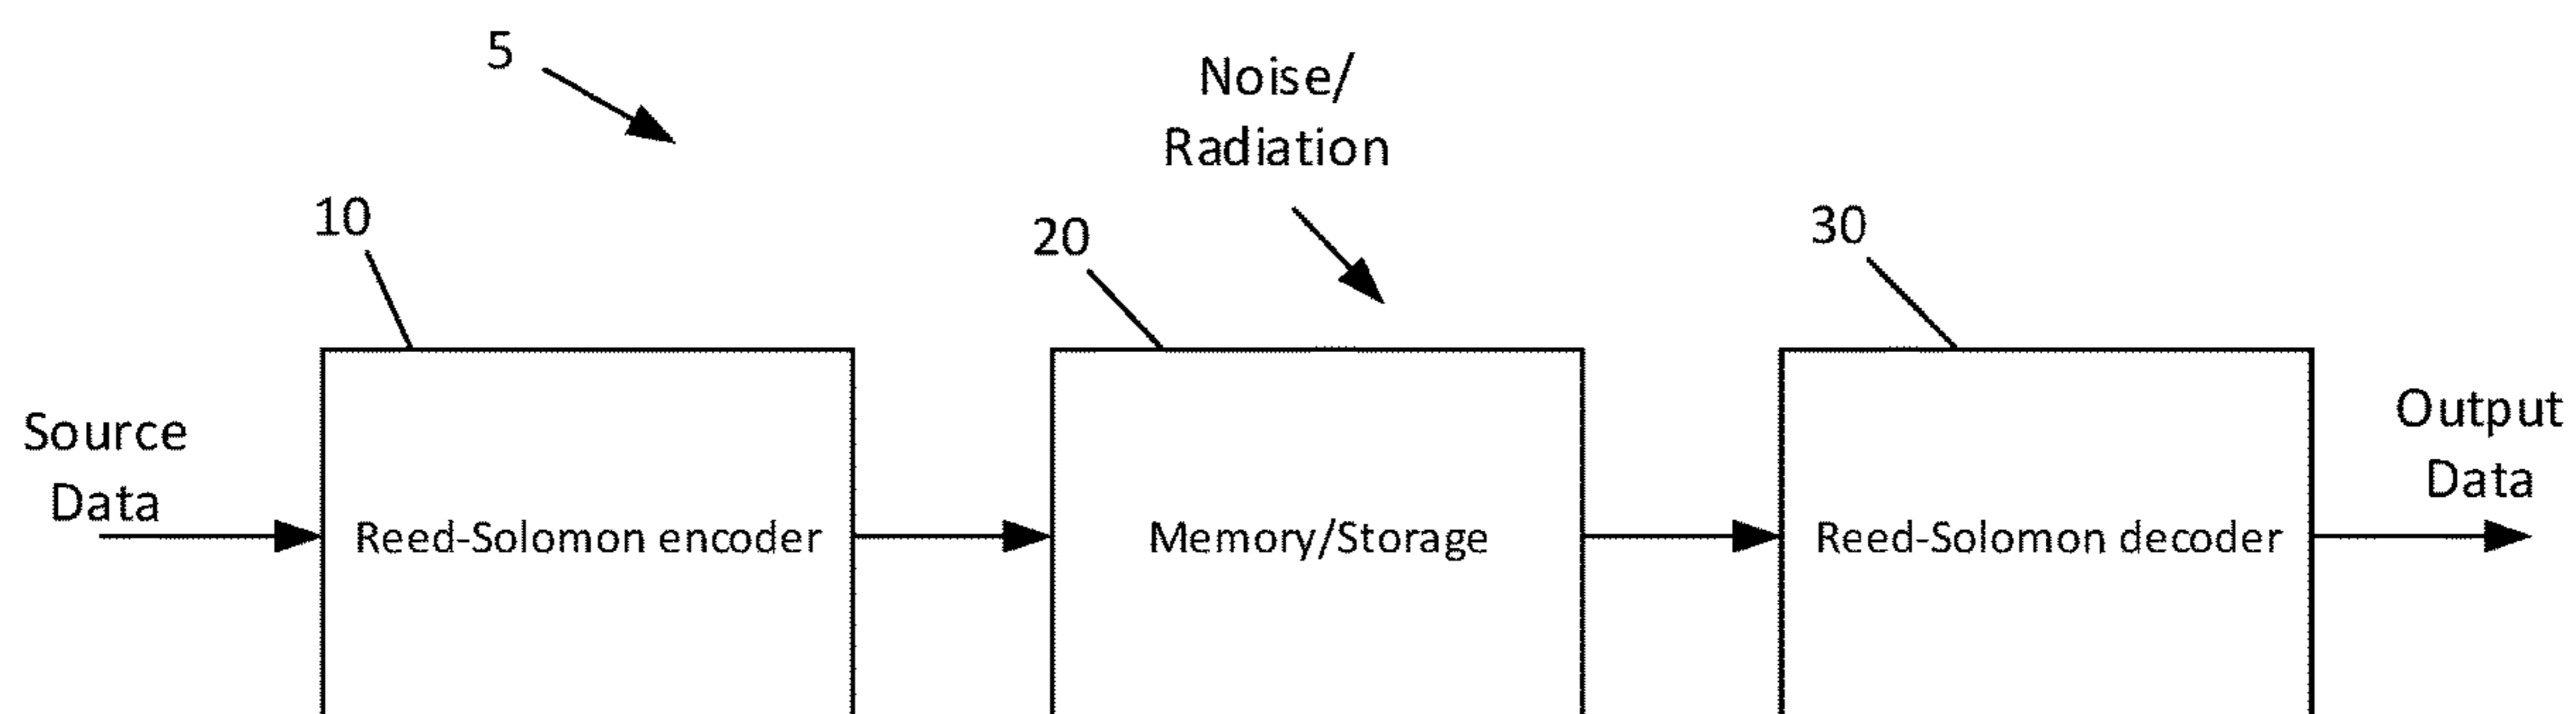 5
Noise/
Radiation
10
20
30
Source
Data
Output
Data
Reed-Solomon encoder
Memory/Storage
Reed-Solomon decoder